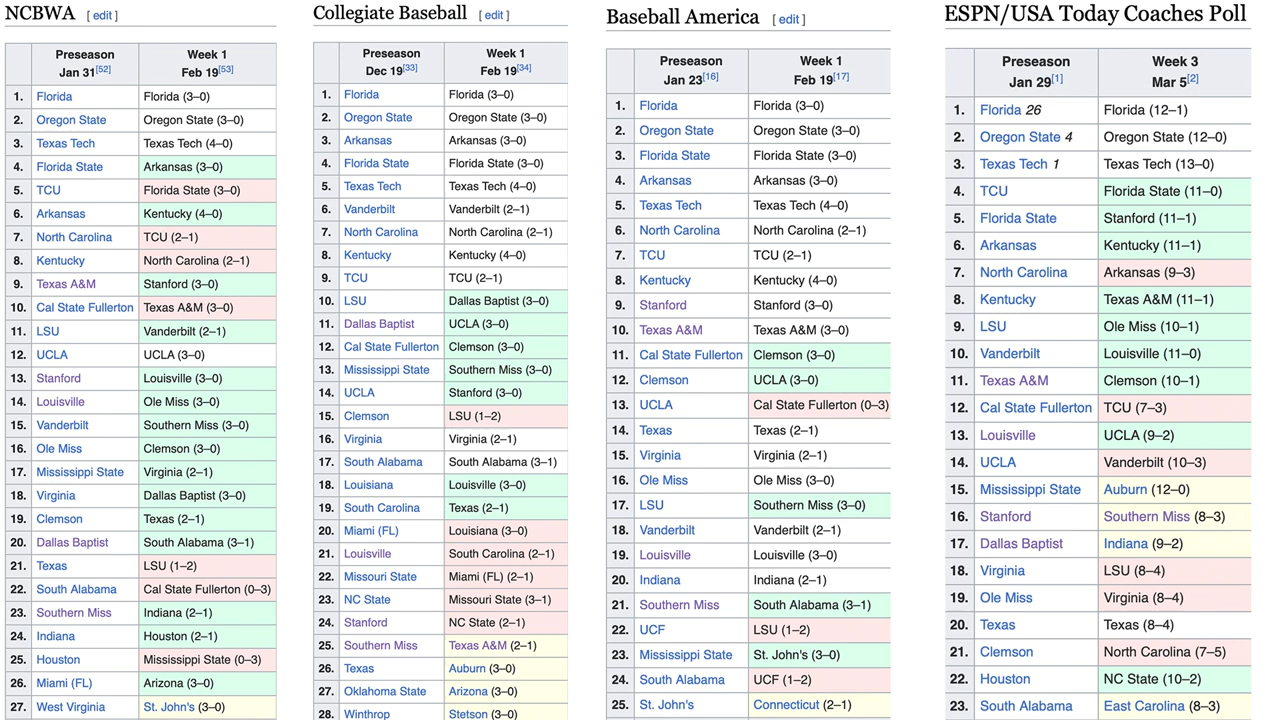 NCBWA [ edit ]
Preseason Week 1
Jan 31[52] Feb 19[53]
1. Florida Florida (3–0)
2. Oregon State Oregon State (3–0)
3. Texas Tech Texas Tech (4–0)
4. Florida State Arkansas (3–0)
5. TCU Florida State (3–0)
6. Arkansas Kentucky (4–0)
7. North Carolina TCU (2–1)
8. Kentucky North Carolina (2–1)
9. Texas A&M Stanford (3–0)
10. Cal State Fullerton Texas A&M (3–0)
11. LSU Vanderbilt (2–1)
12. UCLA UCLA (3–0)
13. Stanford Louisville (3–0)
14. Louisville Ole Miss (3–0)
15. Vanderbilt Southern Miss (3–0)
16. Ole Miss Clemson (3–0)
17. Mississippi State Virginia (2–1)
18. Virginia Dallas Baptist (3–0)
19. Clemson Texas (2–1)
20. Dallas Baptist South Alabama (3–1)
21. Texas LSU (1–2)
22. South Alabama Cal State Fullerton (0–3)
23. Southern Miss Indiana (2–1)
24. Indiana Houston (2–1)
25. Houston Mississippi State (0–3)
26. Miami (FL) Arizona (3–0)
27. West Virginia St. John's (3–0)
Collegiate Baseball [ edit ]
Preseason Week 1
Dec 19[33] Feb 19[34]
1. Florida Florida (3–0)
2. Oregon State Oregon State (3–0)
3. Arkansas Arkansas (3–0)
4. Florida State Florida State (3–0)
5. Texas Tech Texas Tech (4–0)
6. Vanderbilt Vanderbilt (2–1)
7. North Carolina North Carolina (2–1)
8. Kentucky Kentucky (4–0)
9. TCU TCU (2–1)
10. LSU Dallas Baptist (3–0)
11. Dallas Baptist UCLA (3–0)
12. Cal State Fullerton Clemson (3–0)
13. Mississippi State Southern Miss (3–0)
14. UCLA Stanford (3–0)
15. Clemson LSU (1–2)
16. Virginia Virginia (2–1)
17. South Alabama South Alabama (3–1)
18. Louisiana Louisville (3–0)
19. South Carolina Texas (2–1)
20. Miami (FL) Louisiana (3–0)
21. Louisville South Carolina (2–1)
22. Missouri State Miami (FL) (2–1)
23. NC State Missouri State (3–1)
24. Stanford NC State (2–1)
25. Southern Miss Texas A&M (2–1)
26. Texas Auburn (3–0)
27. Oklahoma State Arizona (3–0)
28. Winthrop Stetson (3–0)
Baseball America [ edit ]
Preseason Week 1
Jan 23[16] Feb 19[17]
1. Florida Florida (3–0)
2. Oregon State Oregon State (3–0)
3. Florida State Florida State (3–0)
4. Arkansas Arkansas (3–0)
5. Texas Tech Texas Tech (4–0)
6. North Carolina North Carolina (2–1)
7. TCU TCU (2–1)
8. Kentucky Kentucky (4–0)
9. Stanford Stanford (3–0)
10. Texas A&M Texas A&M (3–0)
11. Cal State Fullerton Clemson (3–0)
12. Clemson UCLA (3–0)
13. UCLA Cal State Fullerton (0–3)
14. Texas Texas (2–1)
15. Virginia Virginia (2–1)
16. Ole Miss Ole Miss (3–0)
17. LSU Southern Miss (3–0)
18. Vanderbilt Vanderbilt (2–1)
19. Louisville Louisville (3–0)
20. Indiana Indiana (2–1)
21. Southern Miss South Alabama (3–1)
22. UCF LSU (1–2)
23. Mississippi State St. John's (3–0)
24. South Alabama UCF (1–2)
25. St. John's Connecticut (2–1)
ESPN/USA Today Coaches Poll
Preseason Week 3
Jan 29[1] Mar 5[2]
1. Florida 26 Florida (12–1)
2. Oregon State 4 Oregon State (12–0)
3. Texas Tech 1 Texas Tech (13–0)
4. TCU Florida State (11–0)
5. Florida State Stanford (11–1)
6. Arkansas Kentucky (11–1)
7. North Carolina Arkansas (9–3)
8. Kentucky Texas A&M (11–1)
9. LSU Ole Miss (10–1)
10. Vanderbilt Louisville (11–0)
11. Texas A&M Clemson (10–1)
12. Cal State Fullerton TCU (7–3)
13. Louisville UCLA (9–2)
14. UCLA Vanderbilt (10–3)
15. Mississippi State Auburn (12–0)
16. Stanford Southern Miss (8–3)
17. Dallas Baptist Indiana (9–2)
18. Virginia LSU (8–4)
19. Ole Miss Virginia (8–4)
20. Texas Texas (8–4)
21. Clemson North Carolina (7–5)
22. Houston NC State (10–2)
23. South Alabama East Carolina (8–3)